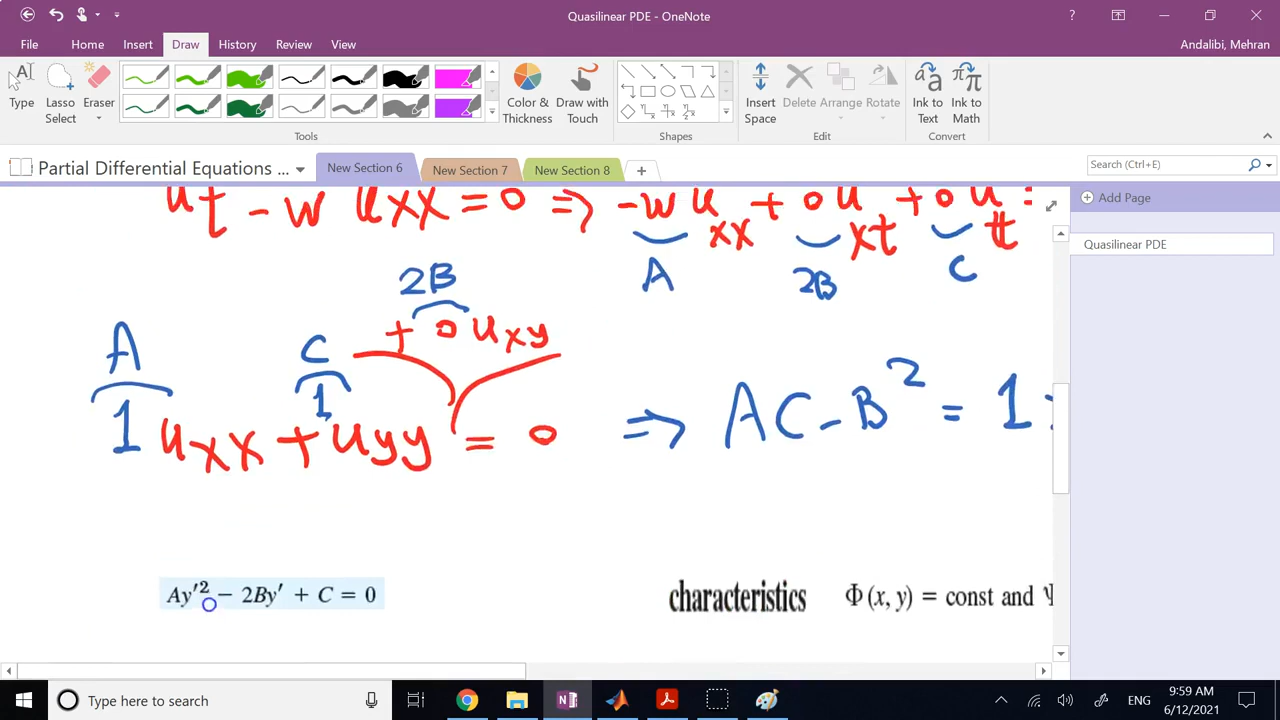 Quasilinear PDE - OneNote
?
File Home Insert Draw History Review View
Andalibi, Mehran
Type
Lasso Select
Eraser
Color & Thickness
Draw with Touch
Insert Space
Delete
Arrange
Rotate
Ink to Text
Ink to Math
Tools
Shapes
Edit
Convert
Partial Differential Equations ...
New Section 6
New Section 7
New Section 8
Search (Ctrl+E)
Add Page
Quasilinear PDE
ut - w uxx = 0 ⇒ -w uxx + 0 uxt + 0 utt =
A 2B C
2B
+ 0 uxy
A C
1 1
uxx + uyy = 0 ⇒ AC - B² = 1
Ay′² − 2By′ + C = 0
characteristics Φ(x, y) = const and Ψ
Type here to search
ENG
9:59 AM
6/12/2021